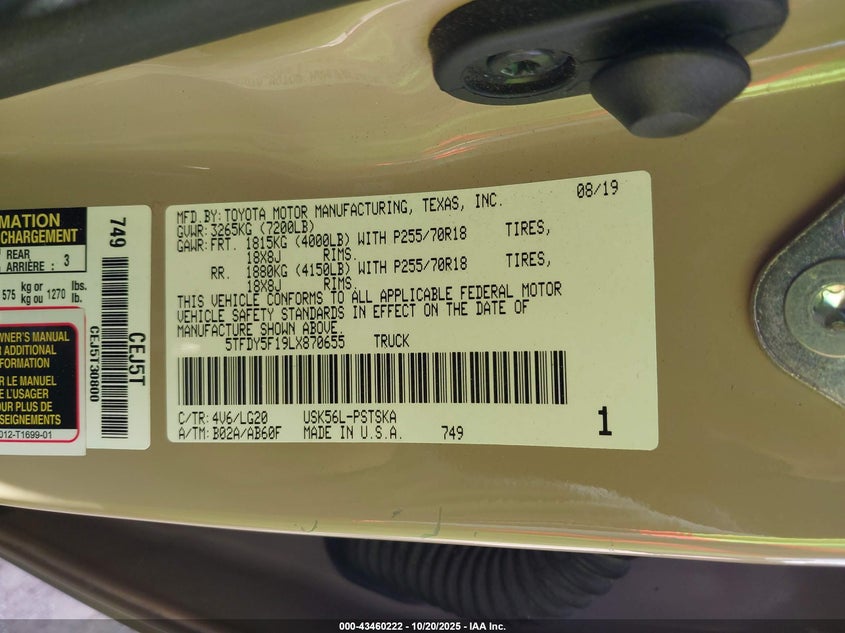 MATION
CHARGEMENT
REAR
ARRIÈRE : 3
575 kg or kg ou 1270 lbs. lb.
OWNER'S MANUAL
ADDITIONAL
FORMATION
LE MANUEL
L'USAGER
POUR PLUS DE
SEIGNEMENTS
012-T1699-01
749
CEJ5T
CEJ5T30800
MFD.BY: TOYOTA MOTOR MANUFACTURING, TEXAS, INC. 08/19
GVWR: 3265KG (7200LB)
GAWR: FRT. 1815KG (4000LB) WITH P255/70R18 TIRES,
18X8J RIMS.
RR. 1880KG (4150LB) WITH P255/70R18 TIRES,
18X8J RIMS.
THIS VEHICLE CONFORMS TO ALL APPLICABLE FEDERAL MOTOR
VEHICLE SAFETY STANDARDS IN EFFECT ON THE DATE OF
MANUFACTURE SHOWN ABOVE.
5TFDY5F19LX870655 TRUCK
C/TR: 4V6/LG20 USK56L-PSTSKA
A/TM: B02A/AB60F MADE IN U.S.A. 749 1
000-43460222 - 10/20/2025 - IAA Inc.